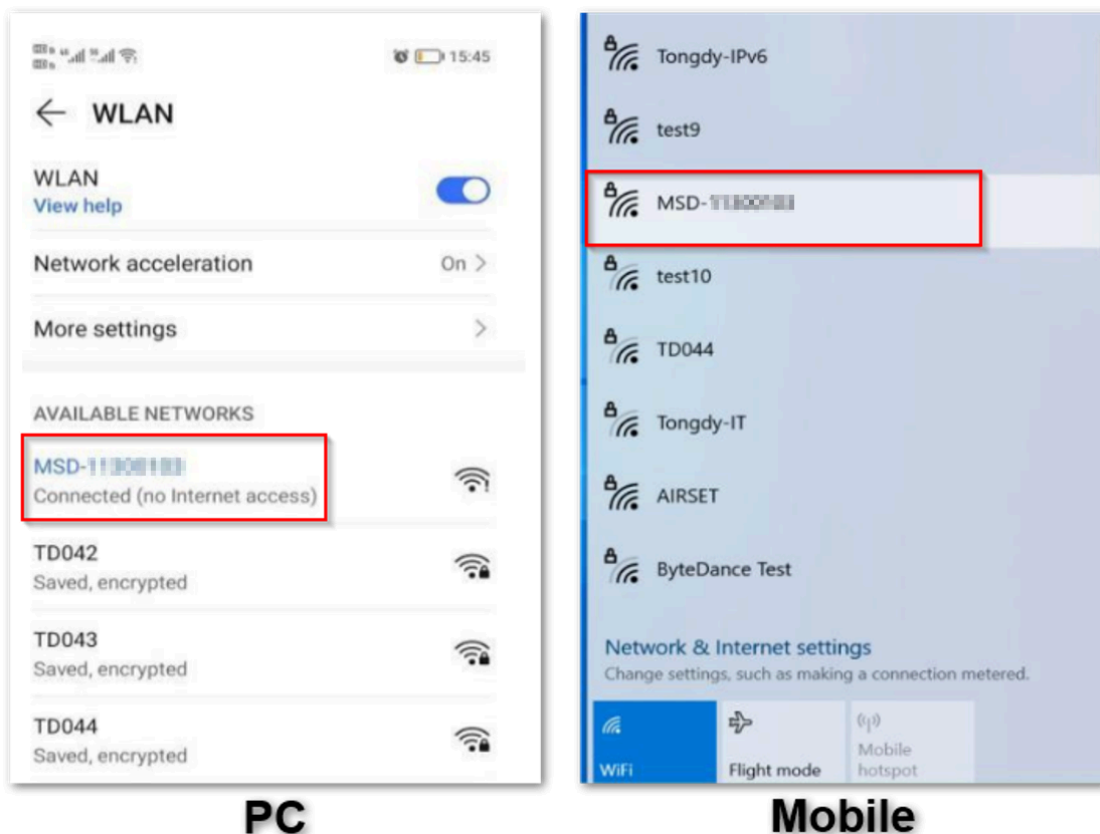 15:45
WLAN
WLAN
View help
Network acceleration
On
More settings
AVAILABLE NETWORKS
MSD-
Connected (no Internet access)
TD042
Saved, encrypted
TD043
Saved, encrypted
TD044
Saved, encrypted
PC
Tongdy-IPv6
test9
MSD-
test10
TD044
Tongdy-IT
AIRSET
ByteDance Test
Network & Internet settings
Change settings, such as making a connection metered.
WiFi
Flight mode
Mobile
hotspot
Mobile